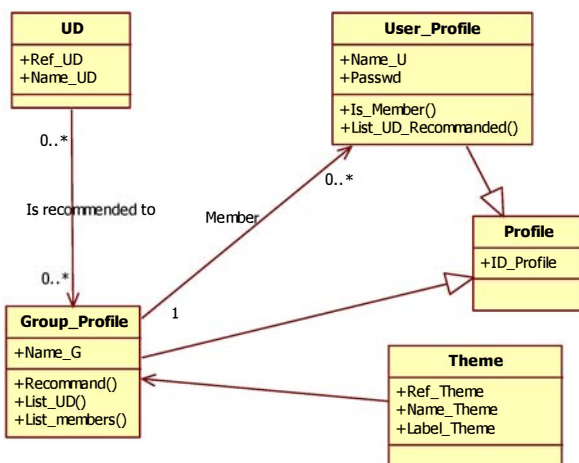 UD
+Ref_UD
+Name_UD
User_Profile
+Name_U
+Passwd
+Is_Member()
+List_UD_Recommanded()
0..*
0..*
Is recommended to
Member
Profile
+ID_Profile
0..*
1
Group_Profile
+Name_G
+Recommand()
+List_UD()
+List_members()
Theme
+Ref_Theme
+Name_Theme
+Label_Theme